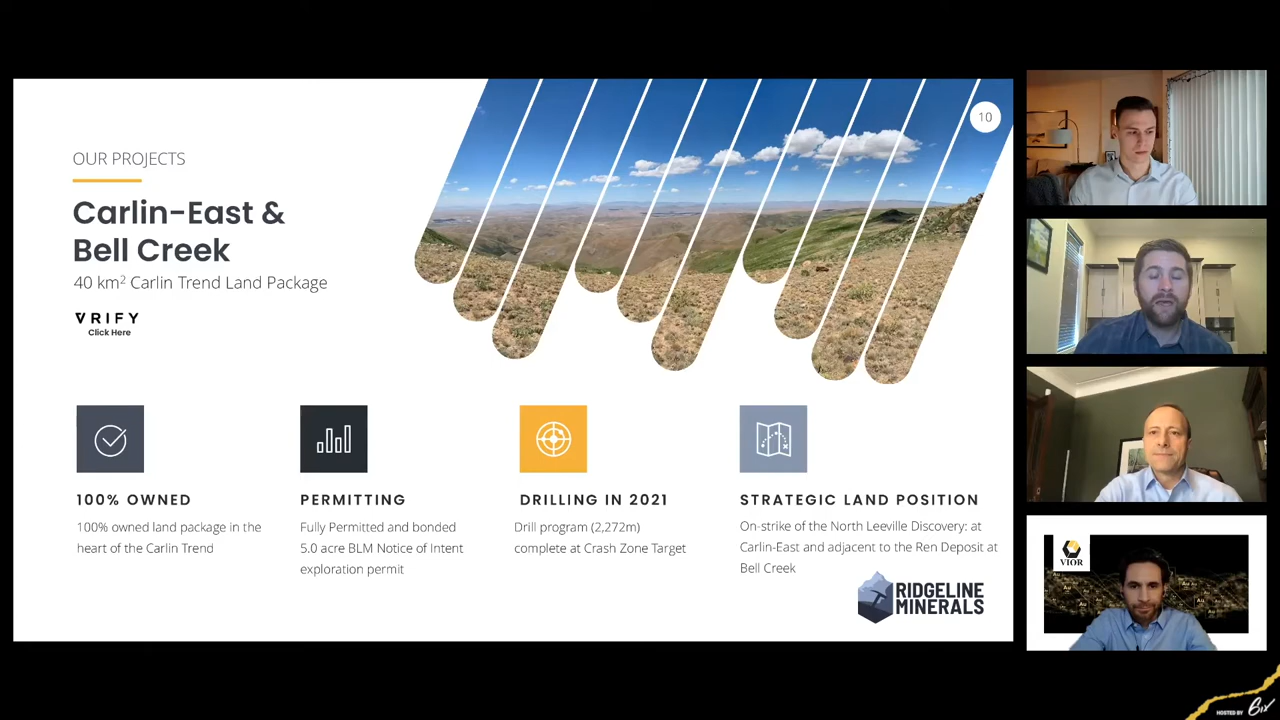 10
OUR PROJECTS
Carlin-East &
Bell Creek
40 km² Carlin Trend Land Package
VRIFY
Click Here
100% OWNED
100% owned land package in the
heart of the Carlin Trend
PERMITTING
Fully Permitted and bonded
5.0 acre BLM Notice of Intent
exploration permit
DRILLING IN 2021
Drill program (2,272m)
complete at Crash Zone Target
STRATEGIC LAND POSITION
On-strike of the North Leeville Discovery: at
Carlin-East and adjacent to the Ren Deposit at
Bell Creek
RIDGELINE
MINERALS
VIOR
Au
HOSTED BY Bix